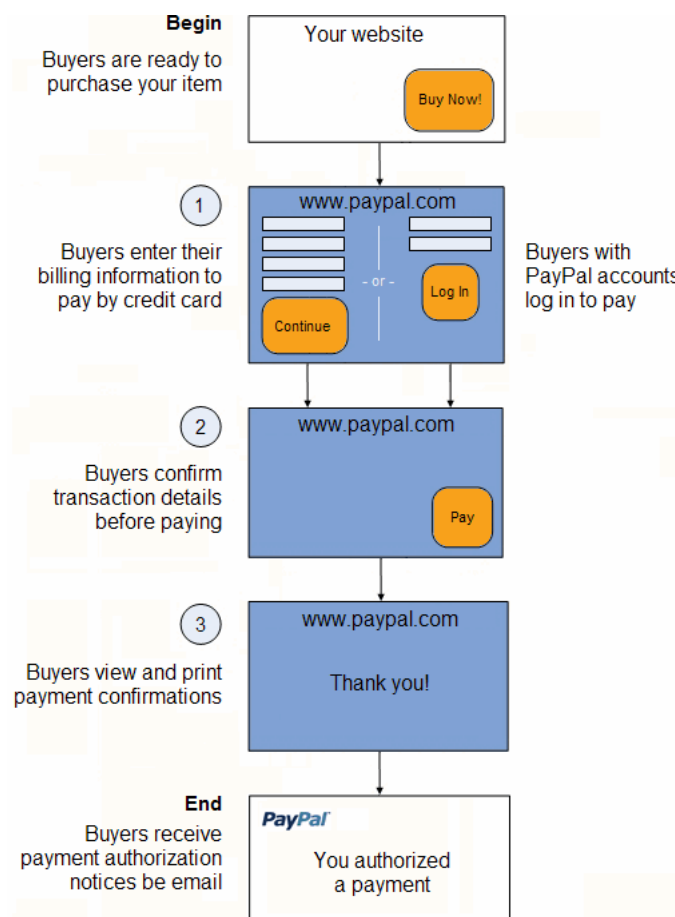 Begin
Buyers are ready to
purchase your item
Your website
Buy Now!
1
Buyers enter their
billing information to
pay by credit card
www.paypal.com
- or -
Continue
Log In
Buyers with
PayPal accounts
log in to pay
2
Buyers confirm
transaction details
before paying
www.paypal.com
Pay
3
Buyers view and print
payment confirmations
www.paypal.com
Thank you!
End
Buyers receive
payment authorization
notices be email
PayPal
You authorized
a payment